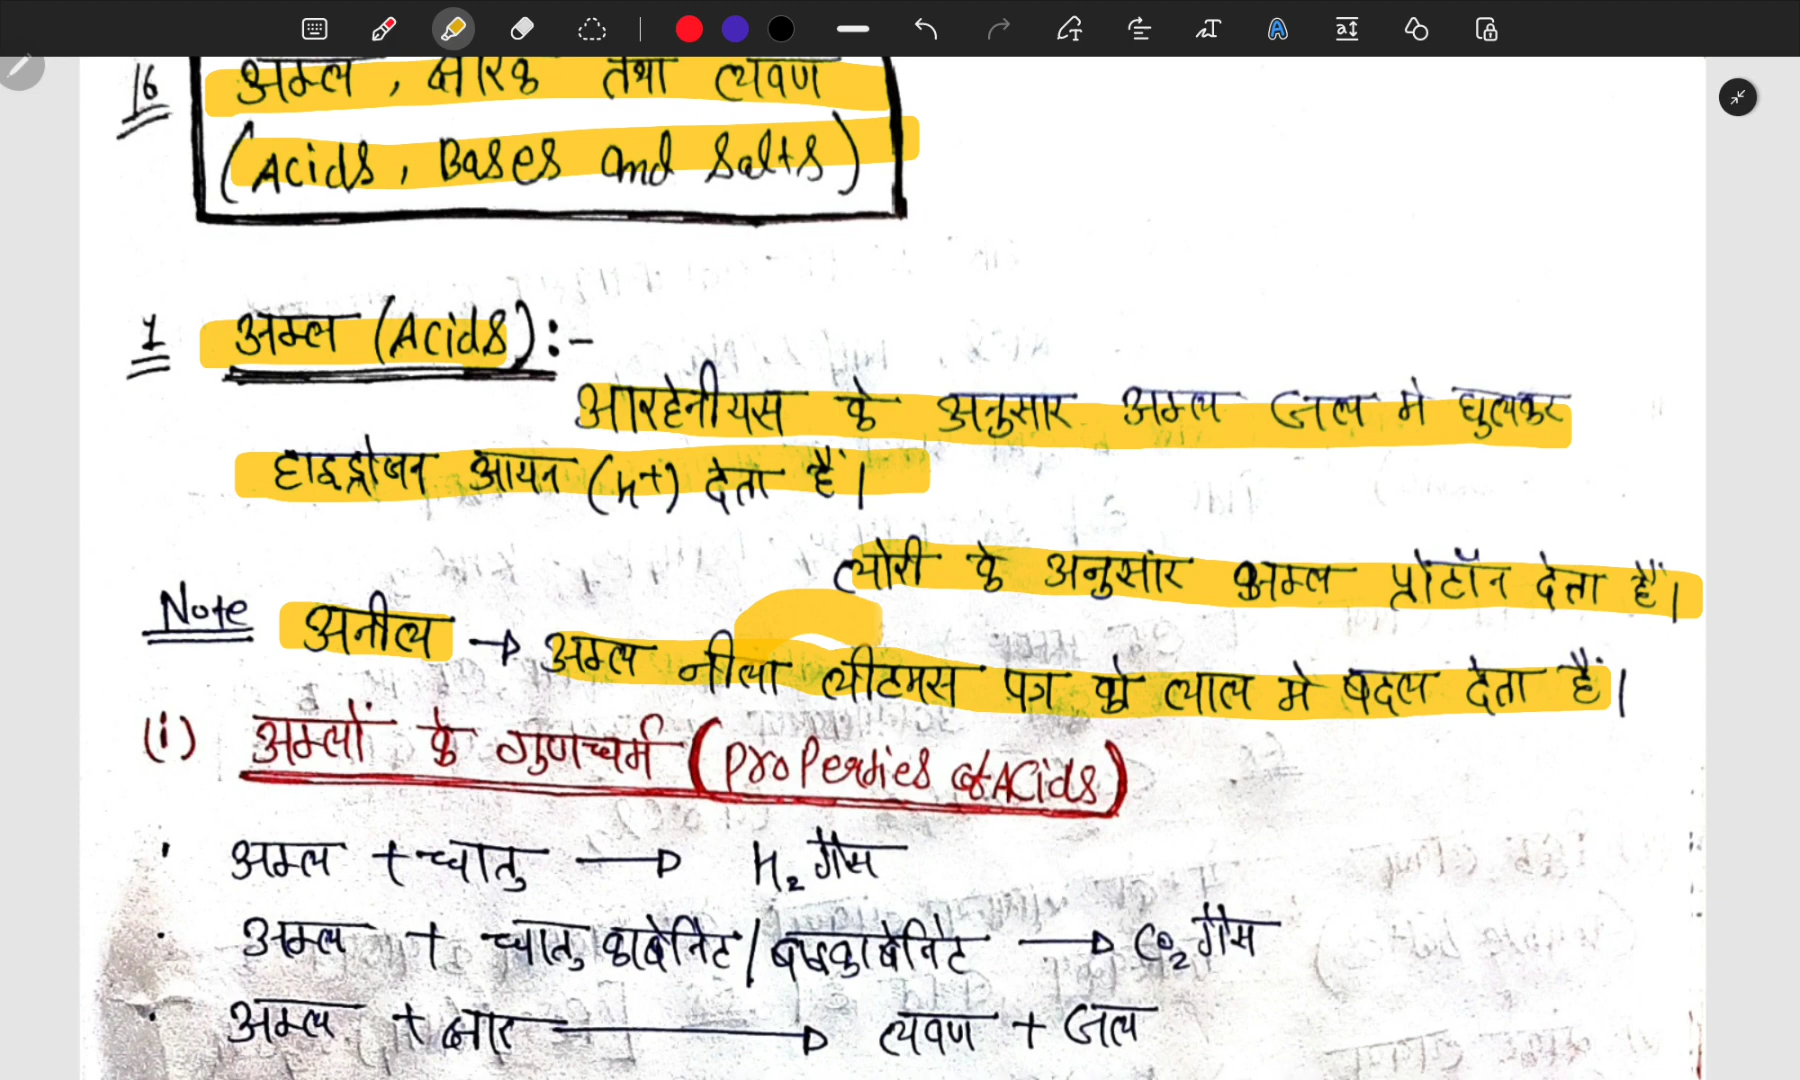 16
अम्ल, क्षारक तथा लवण
(Acids, Bases and Salts)
1 अम्ल (Acids):-
आरहेनीयस के अनुसार अम्ल जल मे घुलकर
हाइड्रोजन आयन (H+) देता हैं।
लोरी के अनुसार अम्ल प्रोटॉन देता हैं।
Note अनील → अम्ल नीला लीटमस पत्र को लाल मे बदल देता हैं।
(i) अम्लों के गुणधर्म (Properties of Acids)
· अम्ल + धातु → H₂ गैस
· अम्ल + धातु कार्बेनिट/बाइकार्बेनिट → CO₂ गैस
· अम्ल + क्षार → लवण + जल